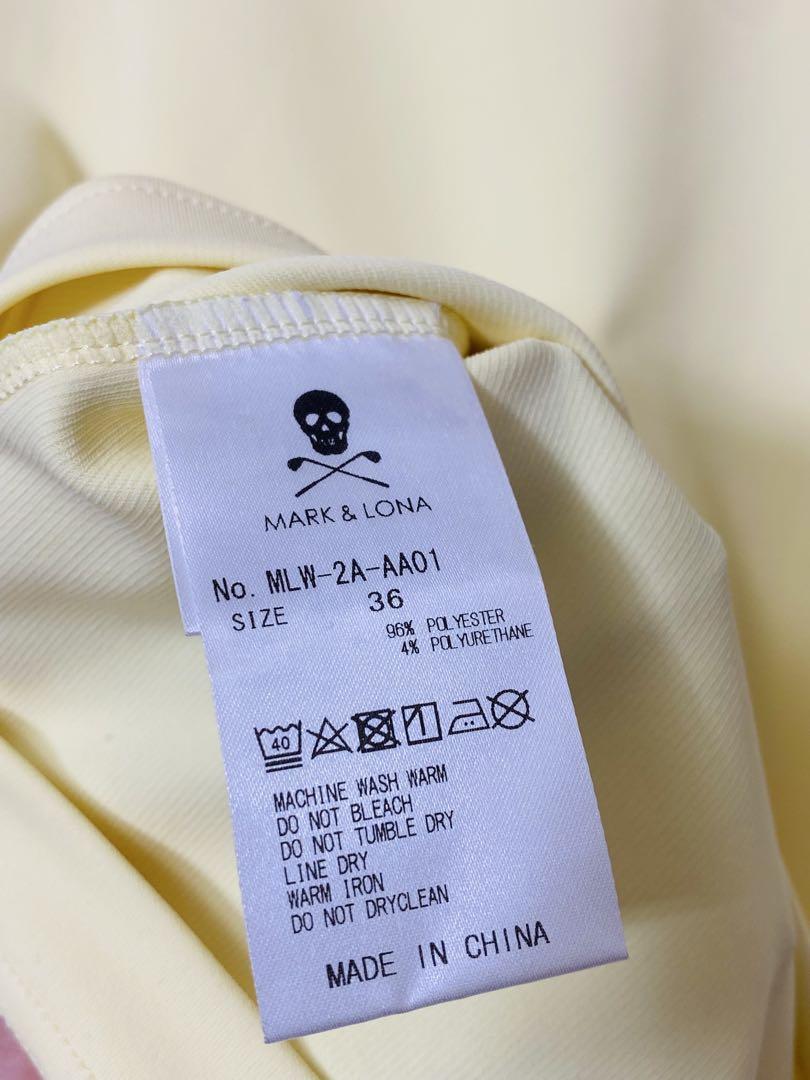 MARK & LONA
No. MLW-2A-AA01
SIZE 36
96% POLYESTER
4% POLYURETHANE
40
MACHINE WASH WARM
DO NOT BLEACH
DO NOT TUMBLE DRY
LINE DRY
WARM IRON
DO NOT DRYCLEAN
MADE IN CHINA